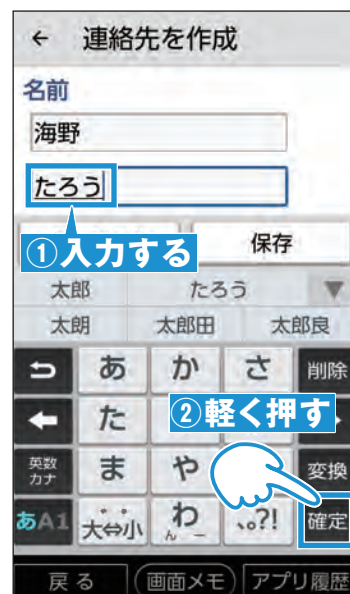 ← 連絡先を作成
名前
海野
たろう
①入力する
保存
太郎 たろう ▼
太朗 太郎田 太郎良
あ か さ 削除
た ②軽く押す
英数カナ ま や 変換
あA1 大⇔小 わ ん ー 、。?! 確定
戻る 画面メモ アプリ履歴